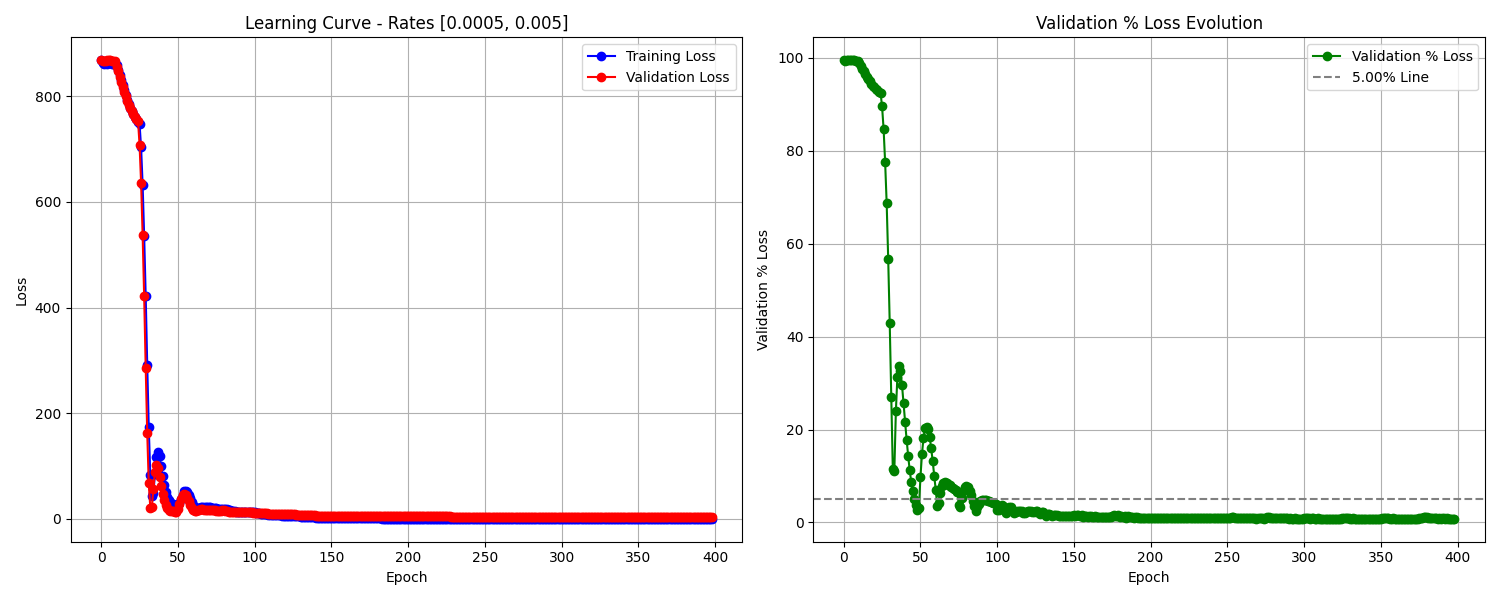 Learning Curve - Rates [0.0005, 0.005]
Training Loss
Validation Loss
800
600
400
200
0
Loss
0 50 100 150 200 250 300 350 400
Epoch
Validation % Loss Evolution
Validation % Loss
5.00% Line
100
80
60
40
20
0
Validation % Loss
0 50 100 150 200 250 300 350 400
Epoch